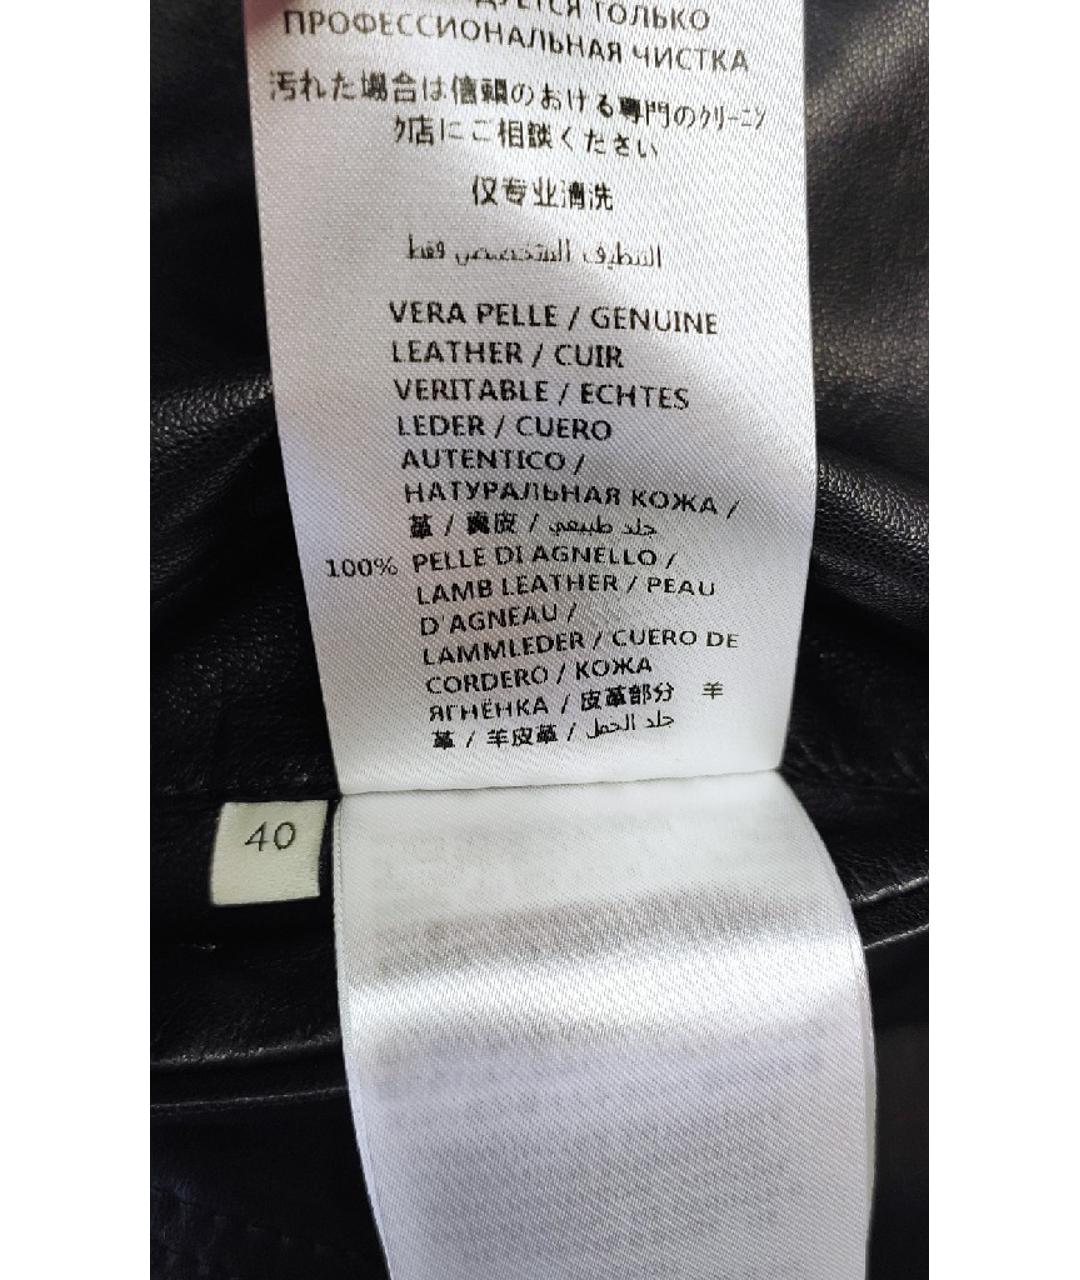 ТОЛЬКО
ПРОФЕССИОНАЛЬНАЯ ЧИСТКА
汚れた場合は信頼のおける専門のクリーニン
ク店にご相談ください
仅专业清洗
التنظيف المتخصص فقط
VERA PELLE / GENUINE
LEATHER / CUIR
VERITABLE / ECHTES
LEDER / CUERO
AUTENTICO /
НАТУРАЛЬНАЯ КОЖА /
革 / 真皮 / جلد طبيعي
100% PELLE DI AGNELLO /
LAMB LEATHER / PEAU
D'AGNEAU /
LAMMLEDER / CUERO DE
CORDERO / КОЖА
ЯГНЁНКА / 皮革部分 羊
革 / 羊皮革 / جلد الحمل
40